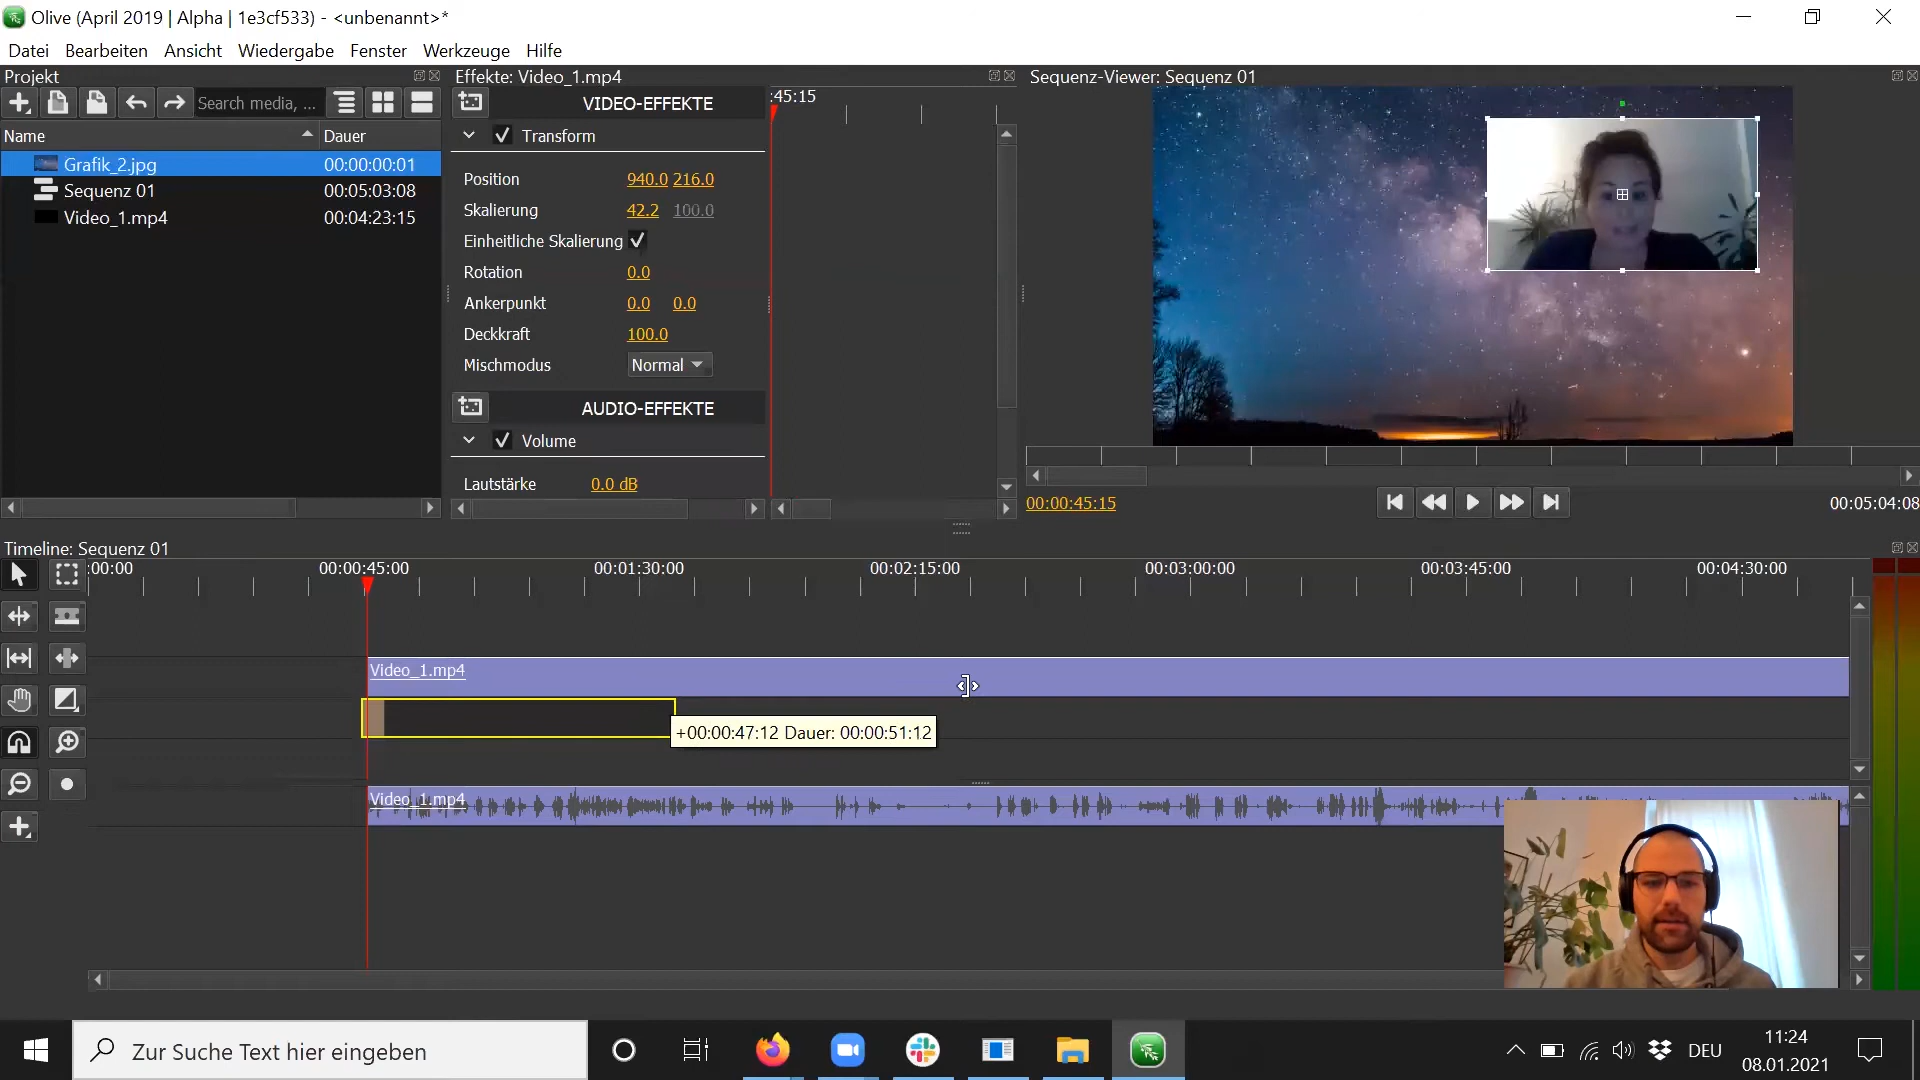 Olive (April 2019 | Alpha | 1e3cf533) - <unbenannt>*
Datei Bearbeiten Ansicht Wiedergabe Fenster Werkzeuge Hilfe
Projekt
Search media, ...
Name Dauer
Grafik_2.jpg 00:00:00:01
Sequenz 01 00:05:03:08
Video_1.mp4 00:04:23:15
Effekte: Video_1.mp4
VIDEO-EFFEKTE
:45:15
Transform
Position 940.0 216.0
Skalierung 42.2 100.0
Einheitliche Skalierung
Rotation 0.0
Ankerpunkt 0.0 0.0
Deckkraft 100.0
Mischmodus Normal
AUDIO-EFFEKTE
Volume
Lautstärke 0.0 dB
Sequenz-Viewer: Sequenz 01
00:00:45:15 00:05:04:08
Timeline: Sequenz 01
:00:00 00:00:45:00 00:01:30:00 00:02:15:00 00:03:00:00 00:03:45:00 00:04:30:00
Video_1.mp4
+00:00:47:12 Dauer: 00:00:51:12
Video_1.mp4
Zur Suche Text hier eingeben
DEU
11:24
08.01.2021